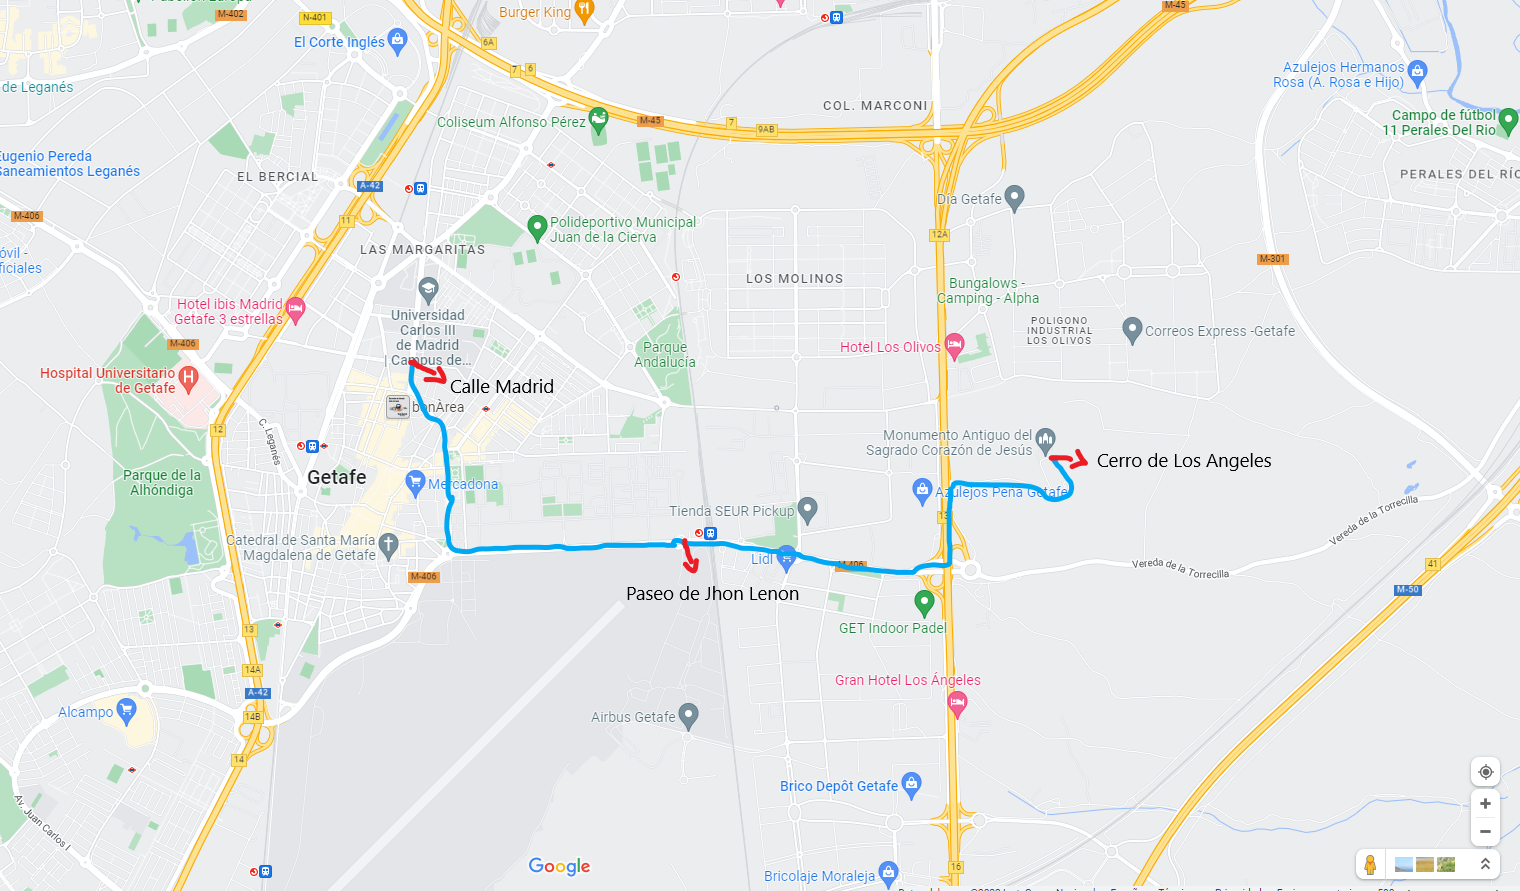 Pabellón Europa
M-402
N-401
Burger King
M-45
El Corte Inglés
6A
7
6
de Leganés
Azulejos Hermanos
Rosa (A. Rosa e Hijo)
COL. MARCONI
Coliseum Alfonso Pérez
M-45
7
9AB
Campo de fútbol
11 Perales Del Rio
Eugenio Pereda
Saneamientos Leganés
EL BERCIAL
A-42
PERALES DEL RÍO
Día Getafe
M-406
11
Polideportivo Municipal
Juan de la Cierva
12A
LAS MARGARITAS
óvil -
ficiales
M-301
LOS MOLINOS
Bungalows -
Camping - Alpha
Hotel ibis Madrid
Getafe 3 estrellas
Universidad
Carlos III
de Madrid
| Campus de...
POLIGONO
INDUSTRIAL
LOS OLIVOS
Correos Express -Getafe
M-406
Parque
Andalucía
Hotel Los Olivos
Hospital Universitario
de Getafe
H
Calle Madrid
bonÀrea
12
C. Leganés
Monumento Antiguo del
Sagrado Corazón de Jesús
Cerro de Los Angeles
Parque de la
Alhóndiga
Getafe
Mercadona
Azulejos Peña Getafe
Tienda SEUR Pickup
13
Vereda de la Torrecilla
Catedral de Santa María
Magdalena de Getafe
Lidl
M-406
M-406
Vereda de la Torrecilla
41
M-50
Paseo de Jhon Lenon
GET Indoor Padel
13
14A
A-42
Gran Hotel Los Ángeles
Alcampo
14B
Airbus Getafe
14
Av. Juan Carlos I
Brico Depôt Getafe
Google
16
Bricolaje Moraleja